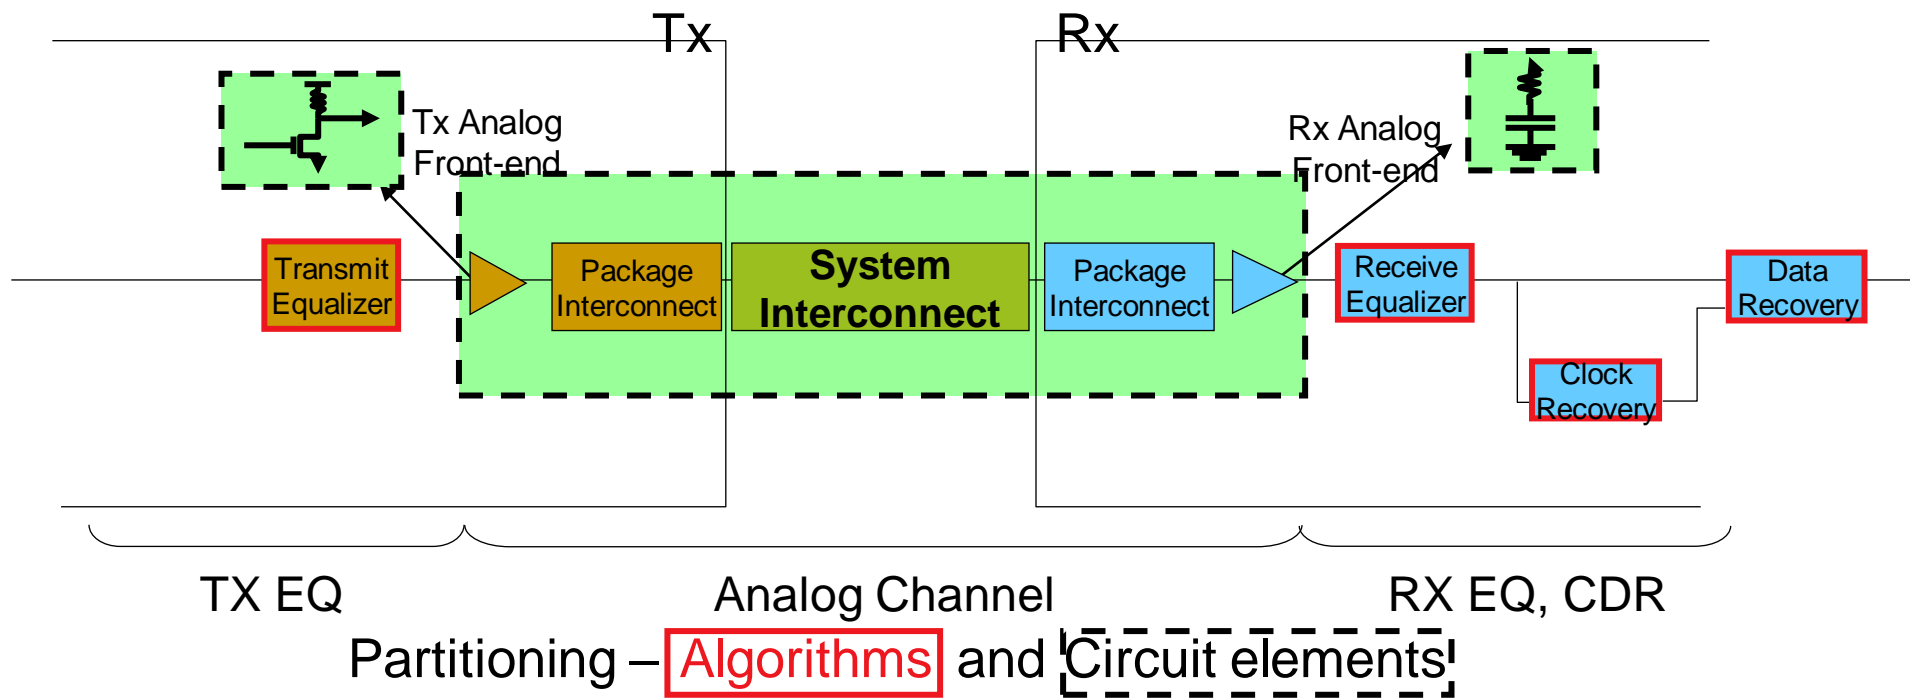 Tx
Rx
Tx Analog
Front-end
Rx Analog
Front-end
Transmit
Equalizer
Package
Interconnect
System
Interconnect
Package
Interconnect
Receive
Equalizer
Data
Recovery
Clock
Recovery
TX EQ
Analog Channel
RX EQ, CDR
Partitioning – Algorithms and Circuit elements